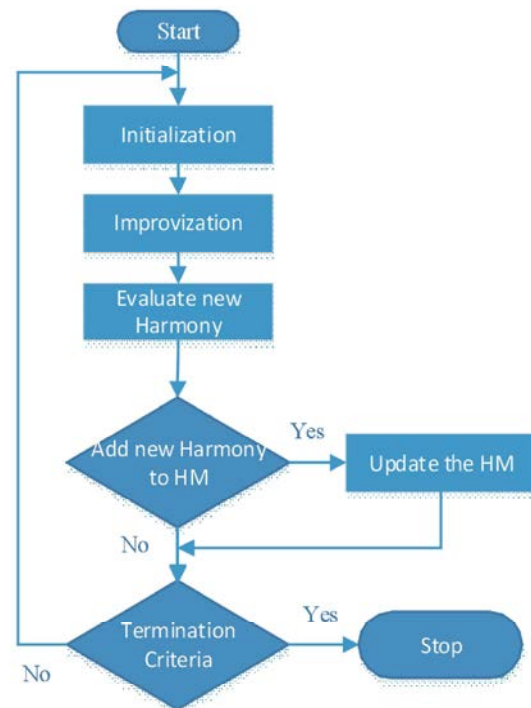 Start
Initialization
Improvization
Evaluate new
Harmony
Add new Harmony
to HM
Yes
Update the HM
No
Termination
Criteria
Yes
Stop
No